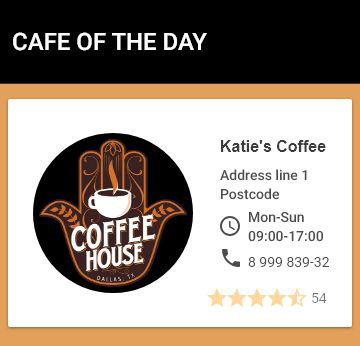 CAFE OF THE DAY
Katie's Coffee
Address line 1
Postcode
Mon-Sun
09:00-17:00
8 999 839-32
54
COFFEE
HOUSE
DALLAS, TX